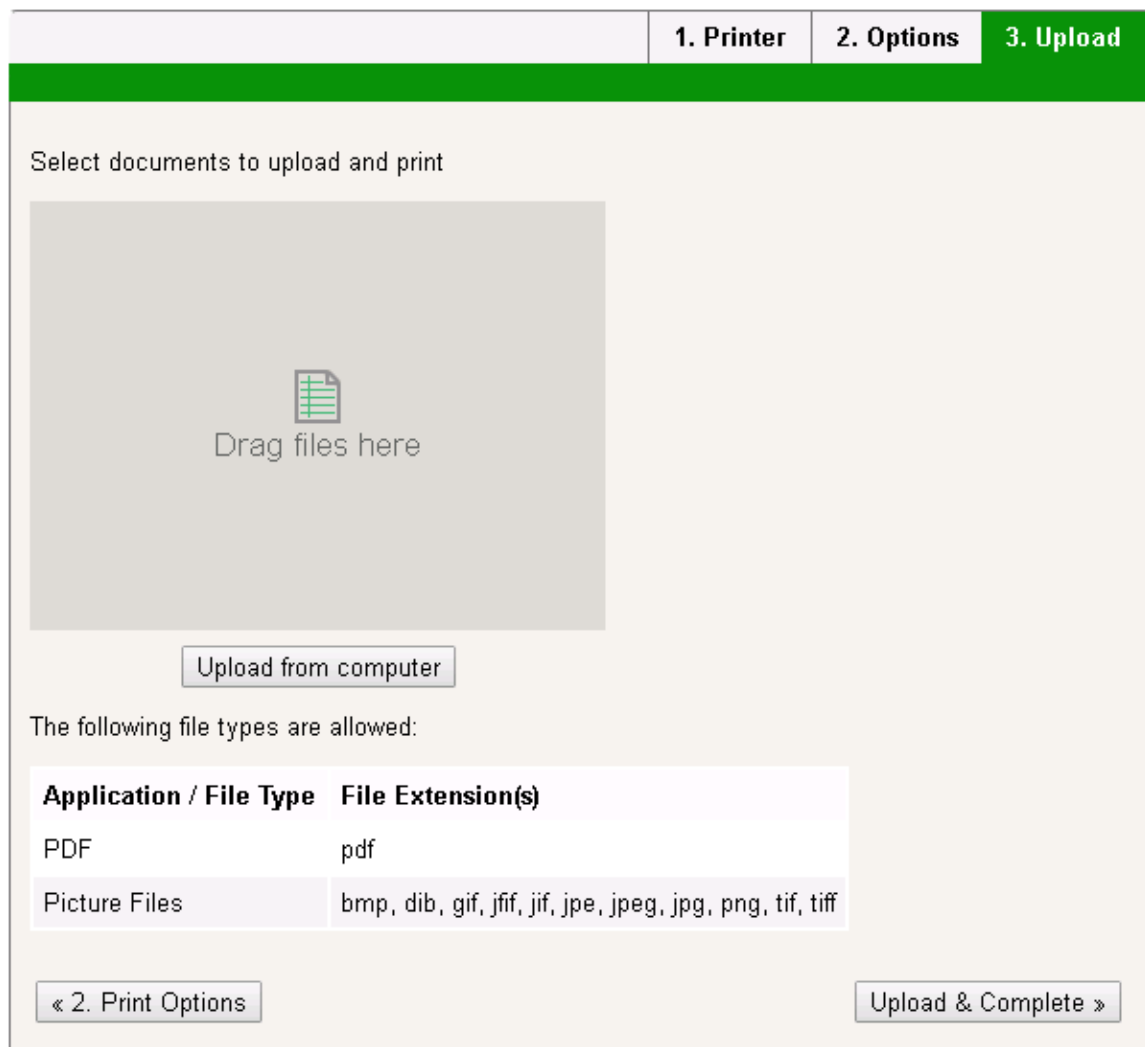 1. Printer 2. Options 3. Upload
Select documents to upload and print
Drag files here
Upload from computer
The following file types are allowed:
Application / File Type File Extension(s)
PDF pdf
Picture Files bmp, dib, gif, jfif, jif, jpe, jpeg, jpg, png, tif, tiff
« 2. Print Options Upload & Complete »